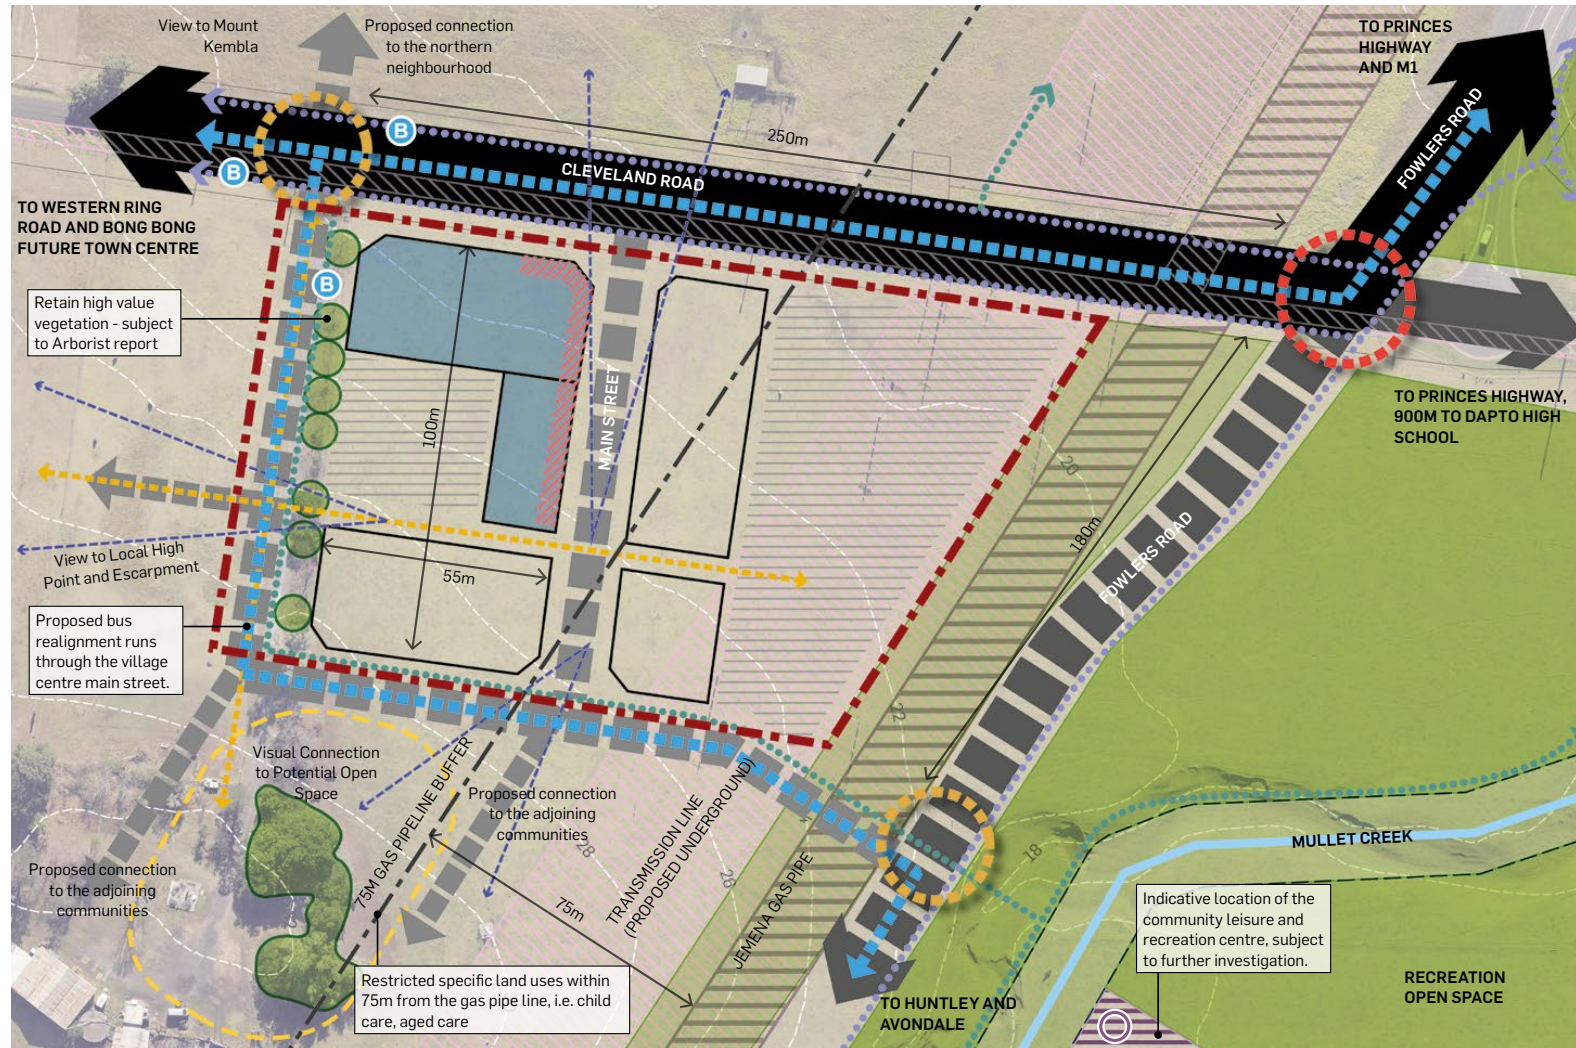 View to Mount
Kembla
Proposed connection
to the northern
neighbourhood
TO PRINCES
HIGHWAY
AND M1
FOWLERS ROAD
250m
B
B
CLEVELAND ROAD
TO WESTERN RING
ROAD AND BONG BONG
FUTURE TOWN CENTRE
B
Retain high value
vegetation - subject
to Arborist report
MAIN STREET
100m
TO PRINCES HIGHWAY,
900M TO DAPTO HIGH
SCHOOL
20
180m
FOWLERS ROAD
View to Local High
Point and Escarpment
55m
Proposed bus
realignment runs
through the village
centre main street.
22
Visual Connection
to Potential Open
Space
75M GAS PIPELINE BUFFER
Proposed connection
to the adjoining
communities
TRANSMISSION LINE
(PROPOSED UNDERGROUND)
28
26
18
MULLET CREEK
Proposed connection
to the adjoining
communities
75m
JEMENA GAS PIPE
Indicative location of the
community leisure and
recreation centre, subject
to further investigation.
Restricted specific land uses within
75m from the gas pipe line, i.e. child
care, aged care
TO HUNTLEY AND
AVONDALE
RECREATION
OPEN SPACE